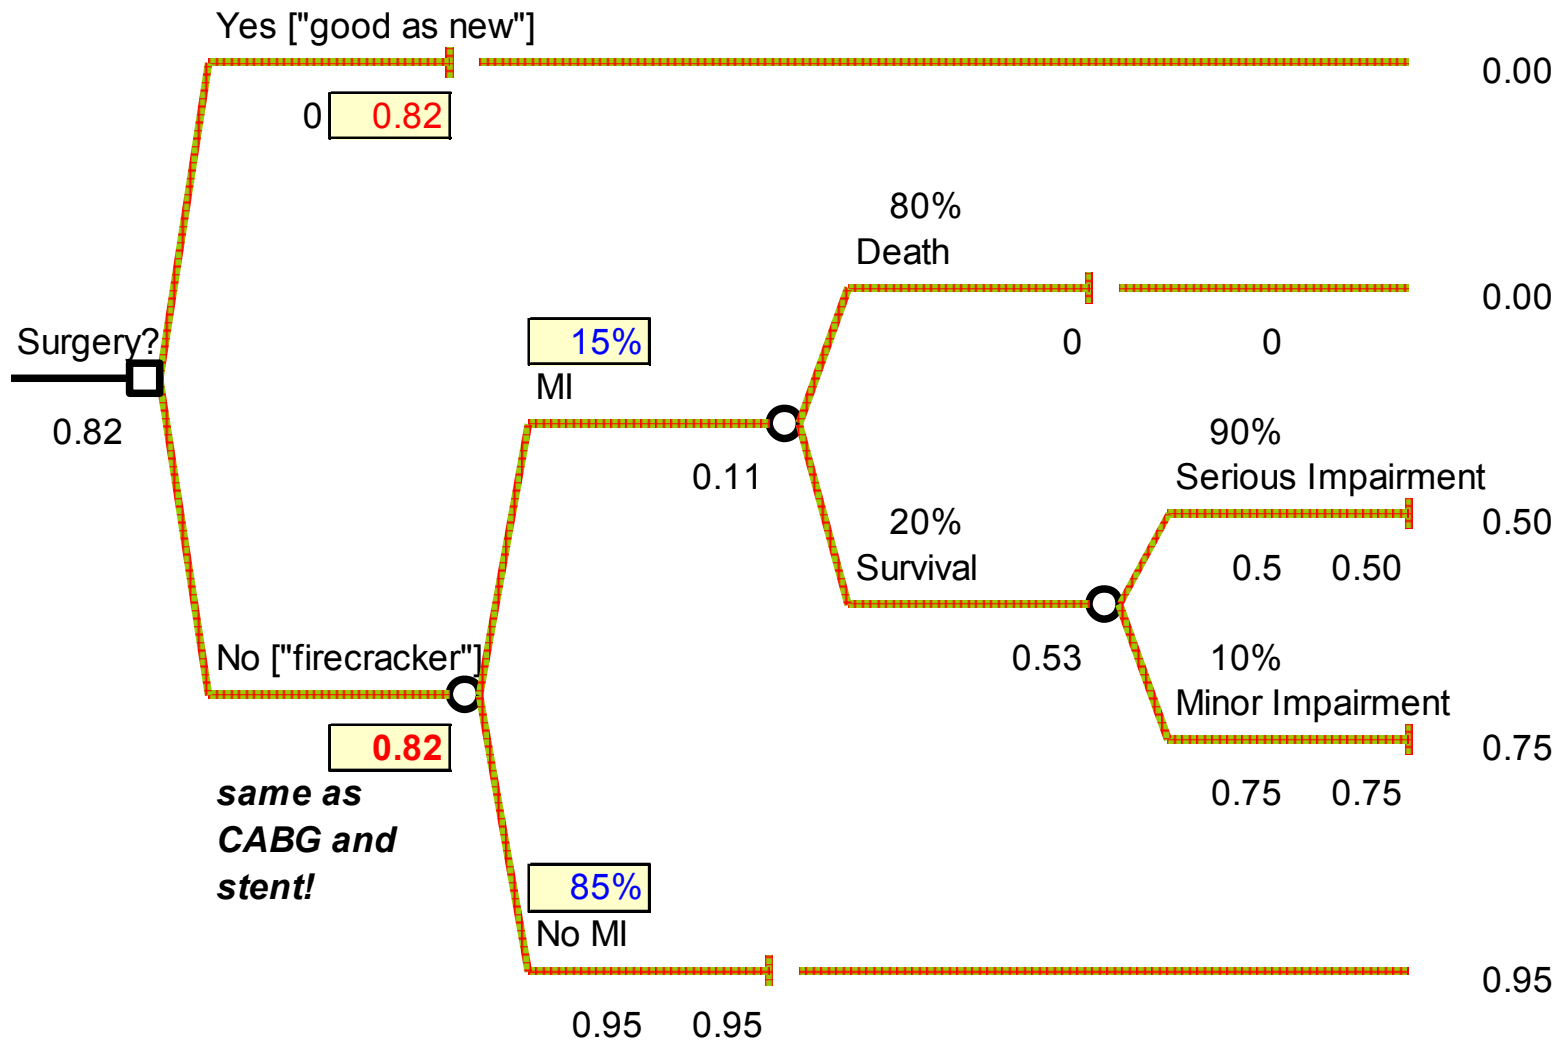 Yes ["good as new"]
0.00
0 0.82
80%
Death
0.00
Surgery?
15%
0 0
MI
0.82
90%
0.11
Serious Impairment
20%
0.50
Survival
0.5 0.50
No ["firecracker"]
0.53
10%
Minor Impairment
0.82
0.75
same as
0.75 0.75
CABG and
stent!
85%
No MI
0.95
0.95 0.95